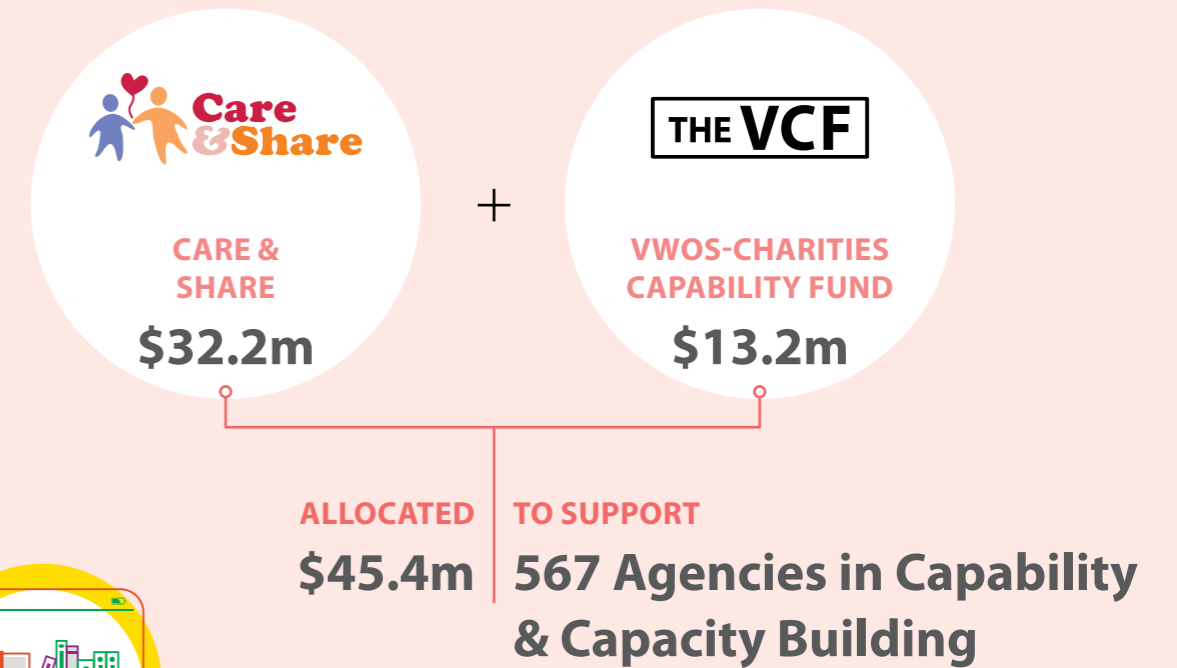 Care
&Share
THE VCF
+
CARE &
SHARE
$32.2m
VWOS-CHARITIES
CAPABILITY FUND
$13.2m
ALLOCATED
$45.4m
TO SUPPORT
567 Agencies in Capability
& Capacity Building